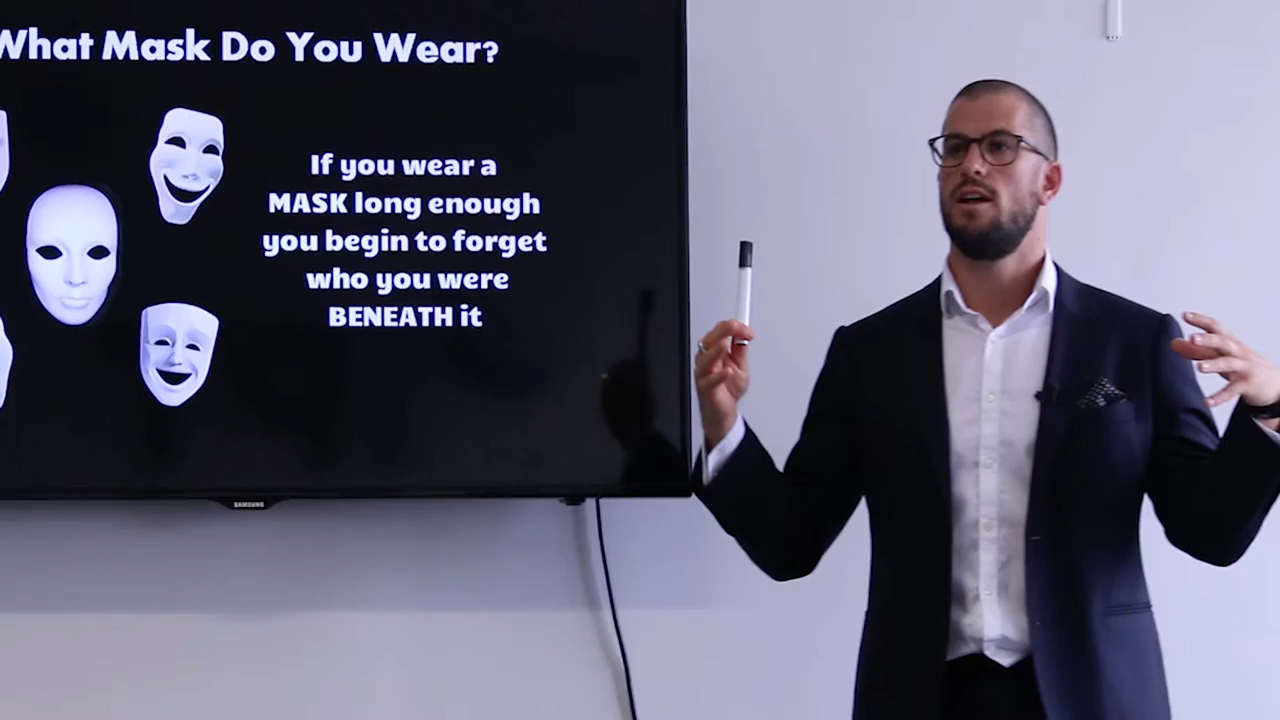 What Mask Do You Wear?
If you wear a
MASK long enough
you begin to forget
who you were
BENEATH it
SAMSUNG